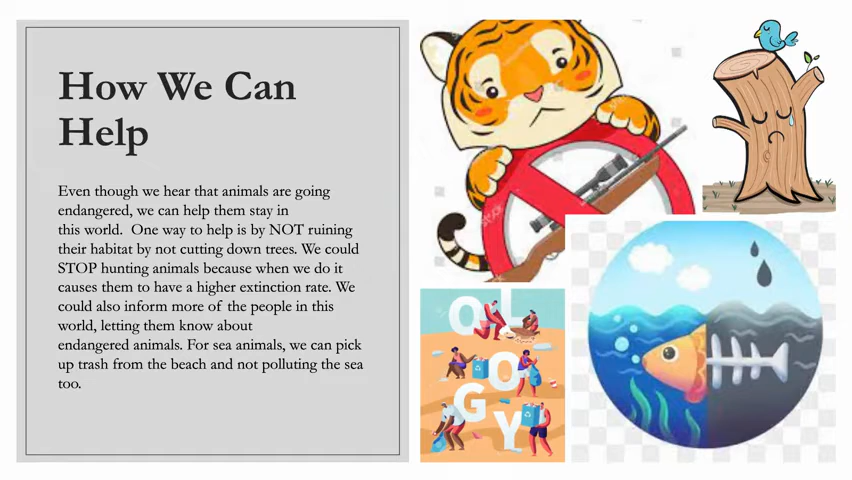 How We Can
Help
Even though we hear that animals are going
endangered, we can help them stay in
this world.  One way to help is by NOT ruining
their habitat by not cutting down trees. We could
STOP hunting animals because when we do it
causes them to have a higher extinction rate. We
could also inform more of the people in this
world, letting them know about
endangered animals. For sea animals, we can pick
up trash from the beach and not polluting the sea
too.
O L
O
G
Y